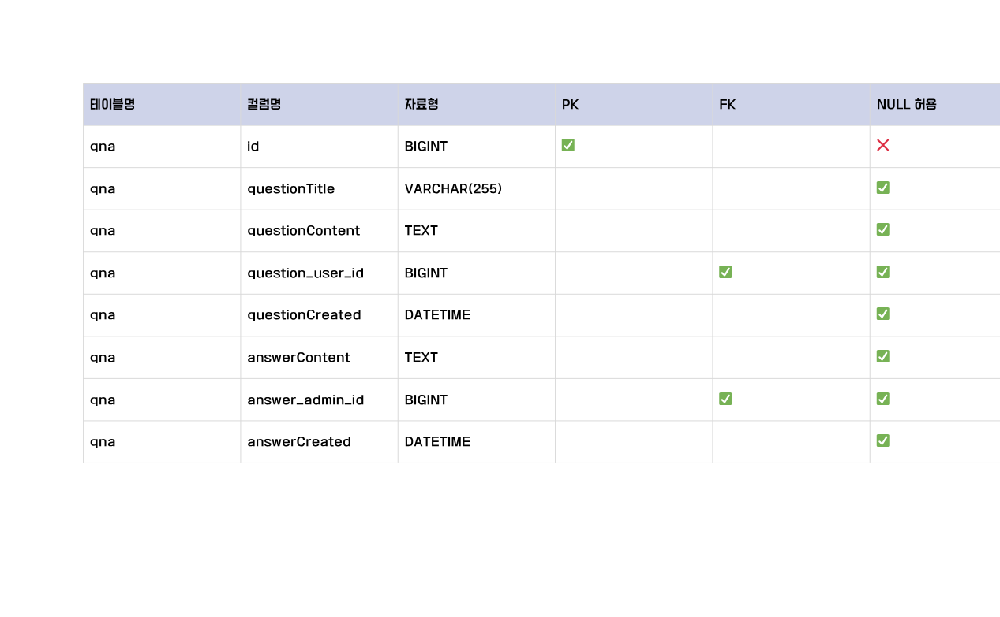 테이블명 컬럼명 자료형 PK FK NULL 허용
qna id BIGINT ✅ ❌
qna questionTitle VARCHAR(255) ✅
qna questionContent TEXT ✅
qna question_user_id BIGINT ✅ ✅
qna questionCreated DATETIME ✅
qna answerContent TEXT ✅
qna answer_admin_id BIGINT ✅ ✅
qna answerCreated DATETIME ✅